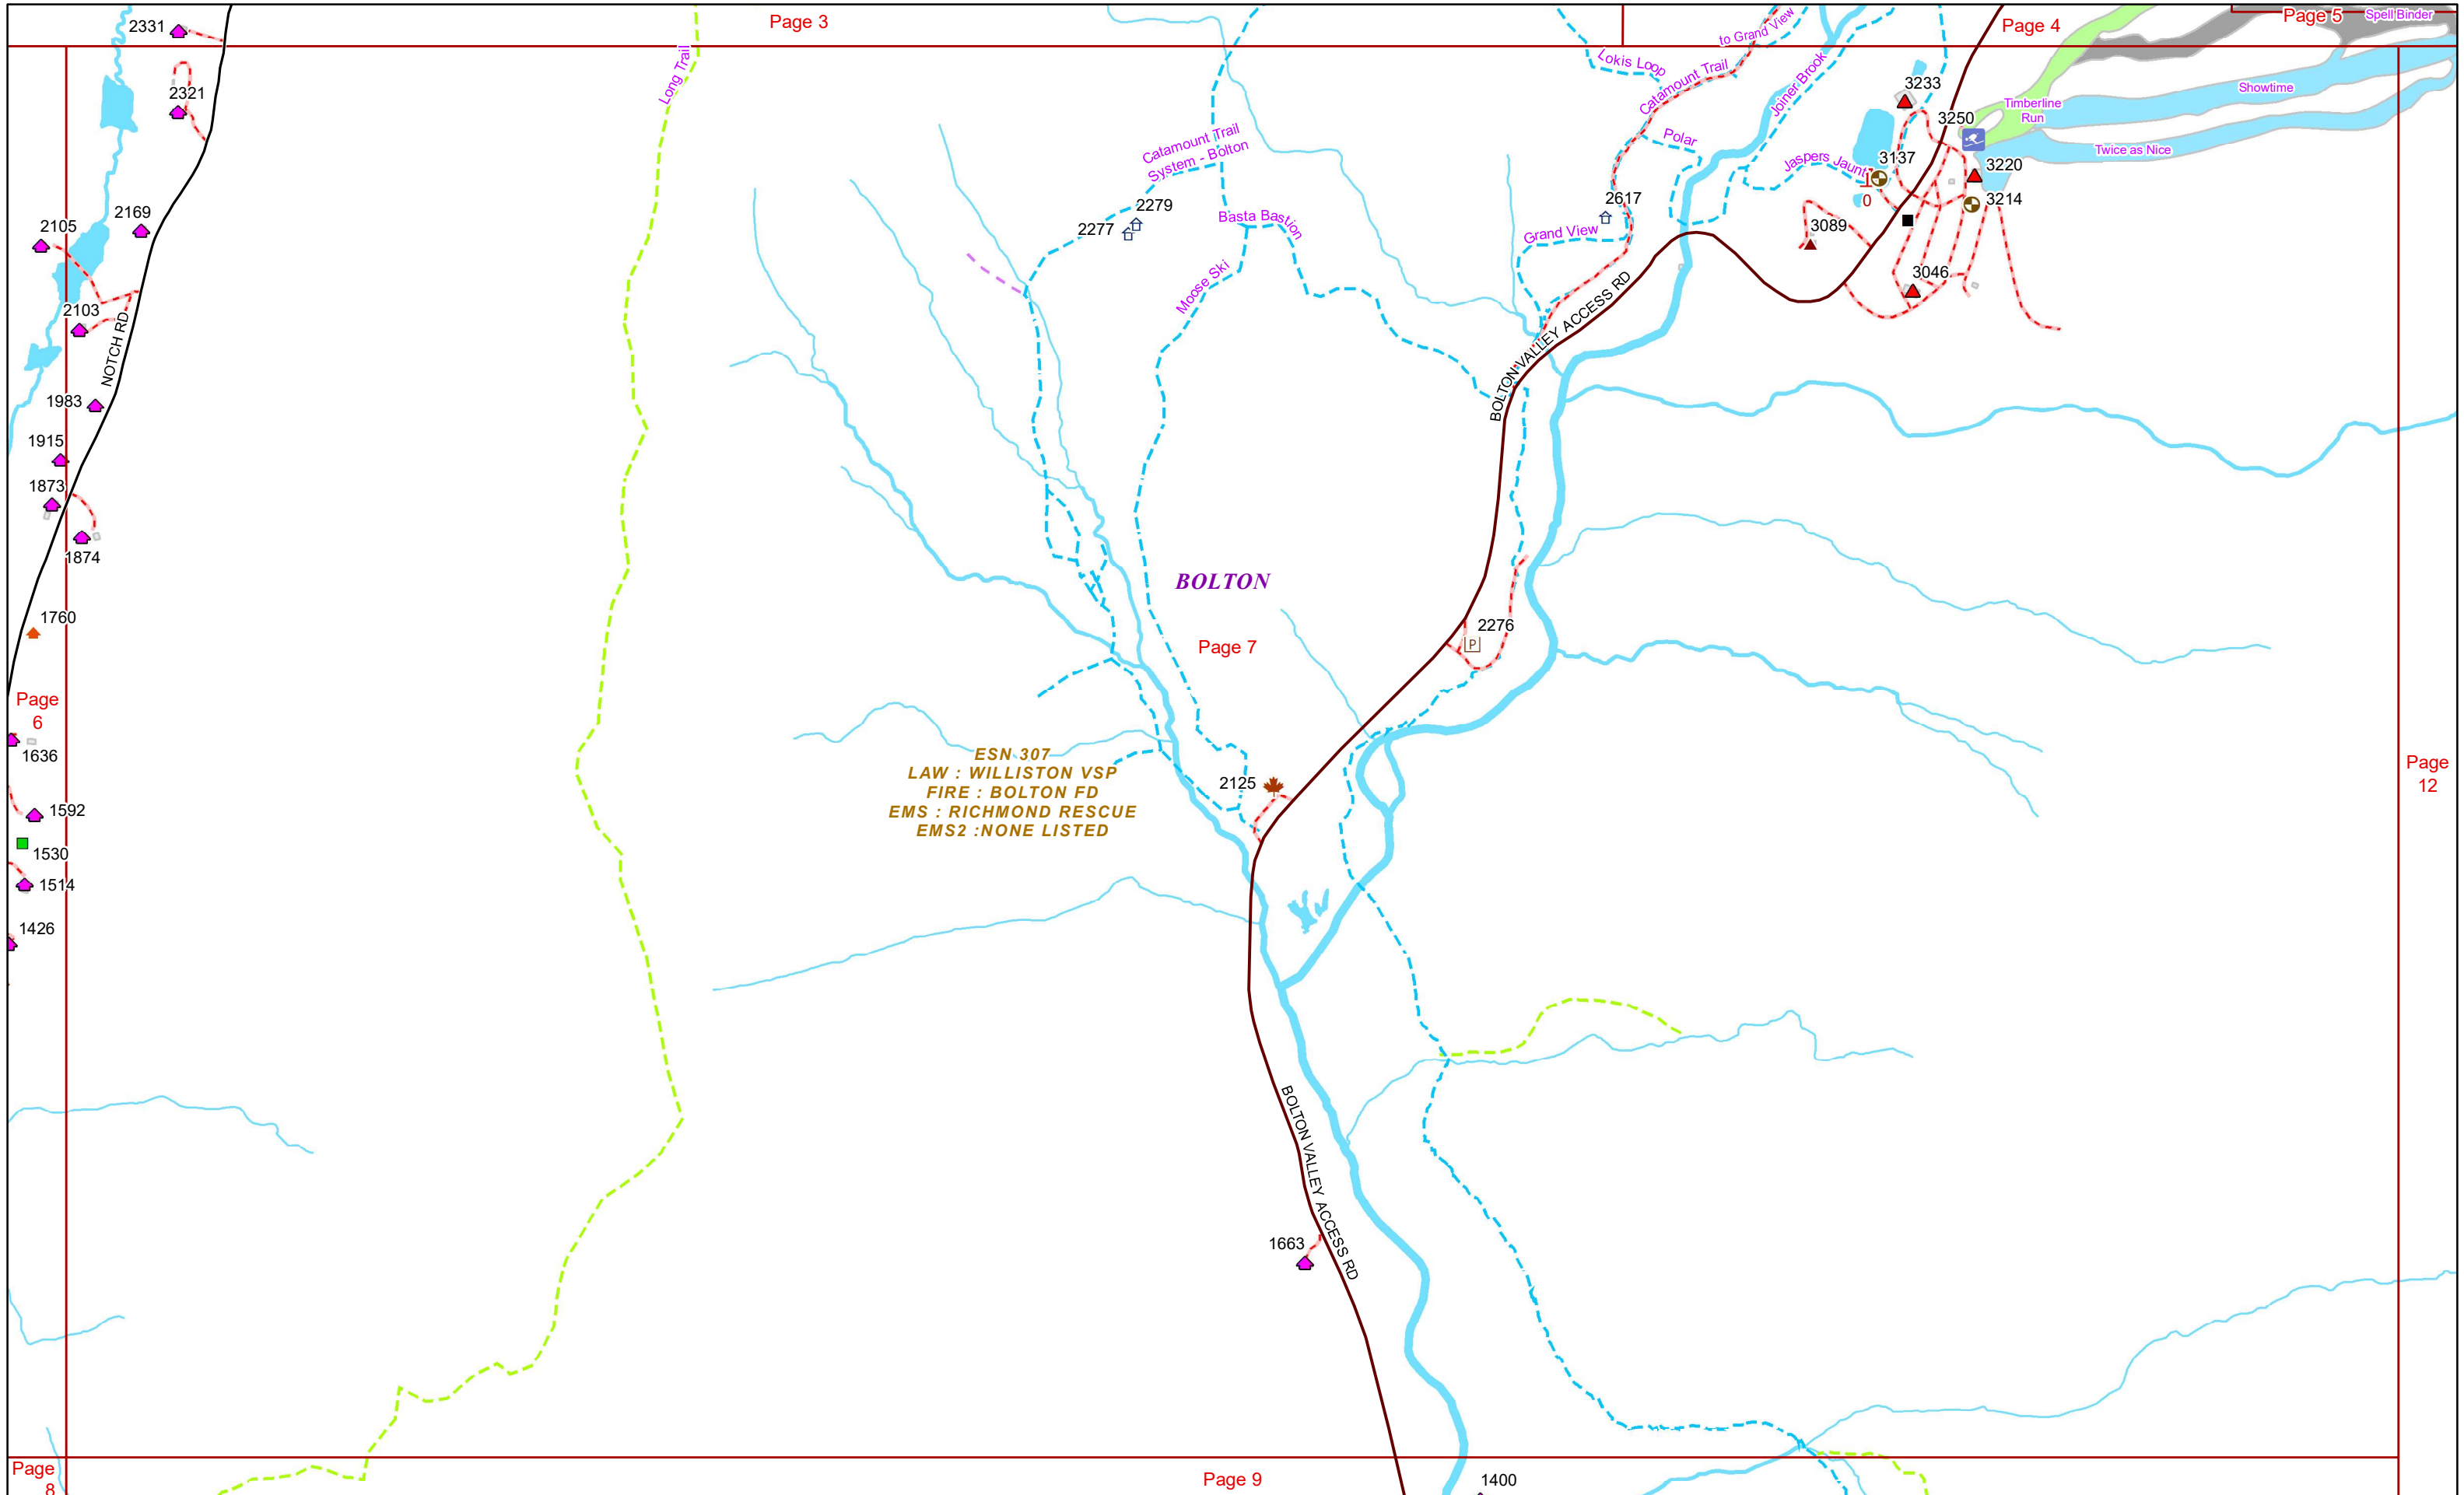 Page 3
Page 4
Page 5
Spell Binder
2331
Long Trail
to Grand View
Lokis Loop
Catamount Trail
Joiner Brook
Showtime
Timberline
Run
Twice as Nice
2321
3233
3250
3137
3220
3214
1
0
Polar
Jaspers Jaunt
Catamount Trail
System - Bolton
2279
2277
2617
Basta Bastion
Grand View
3089
3046
2105
2169
2103
NOTCH RD
Moose Ski
BOLTON VALLEY ACCESS RD
1983
1915
1873
1874
BOLTON
1760
2276
P
Page 7
Page
6
1636
ESN 307
LAW : WILLISTON VSP
FIRE : BOLTON FD
EMS : RICHMOND RESCUE
EMS2 :NONE LISTED
2125
Page
12
1592
1530
1514
1426
BOLTON VALLEY ACCESS RD
1663
Page
8
Page 9
1400